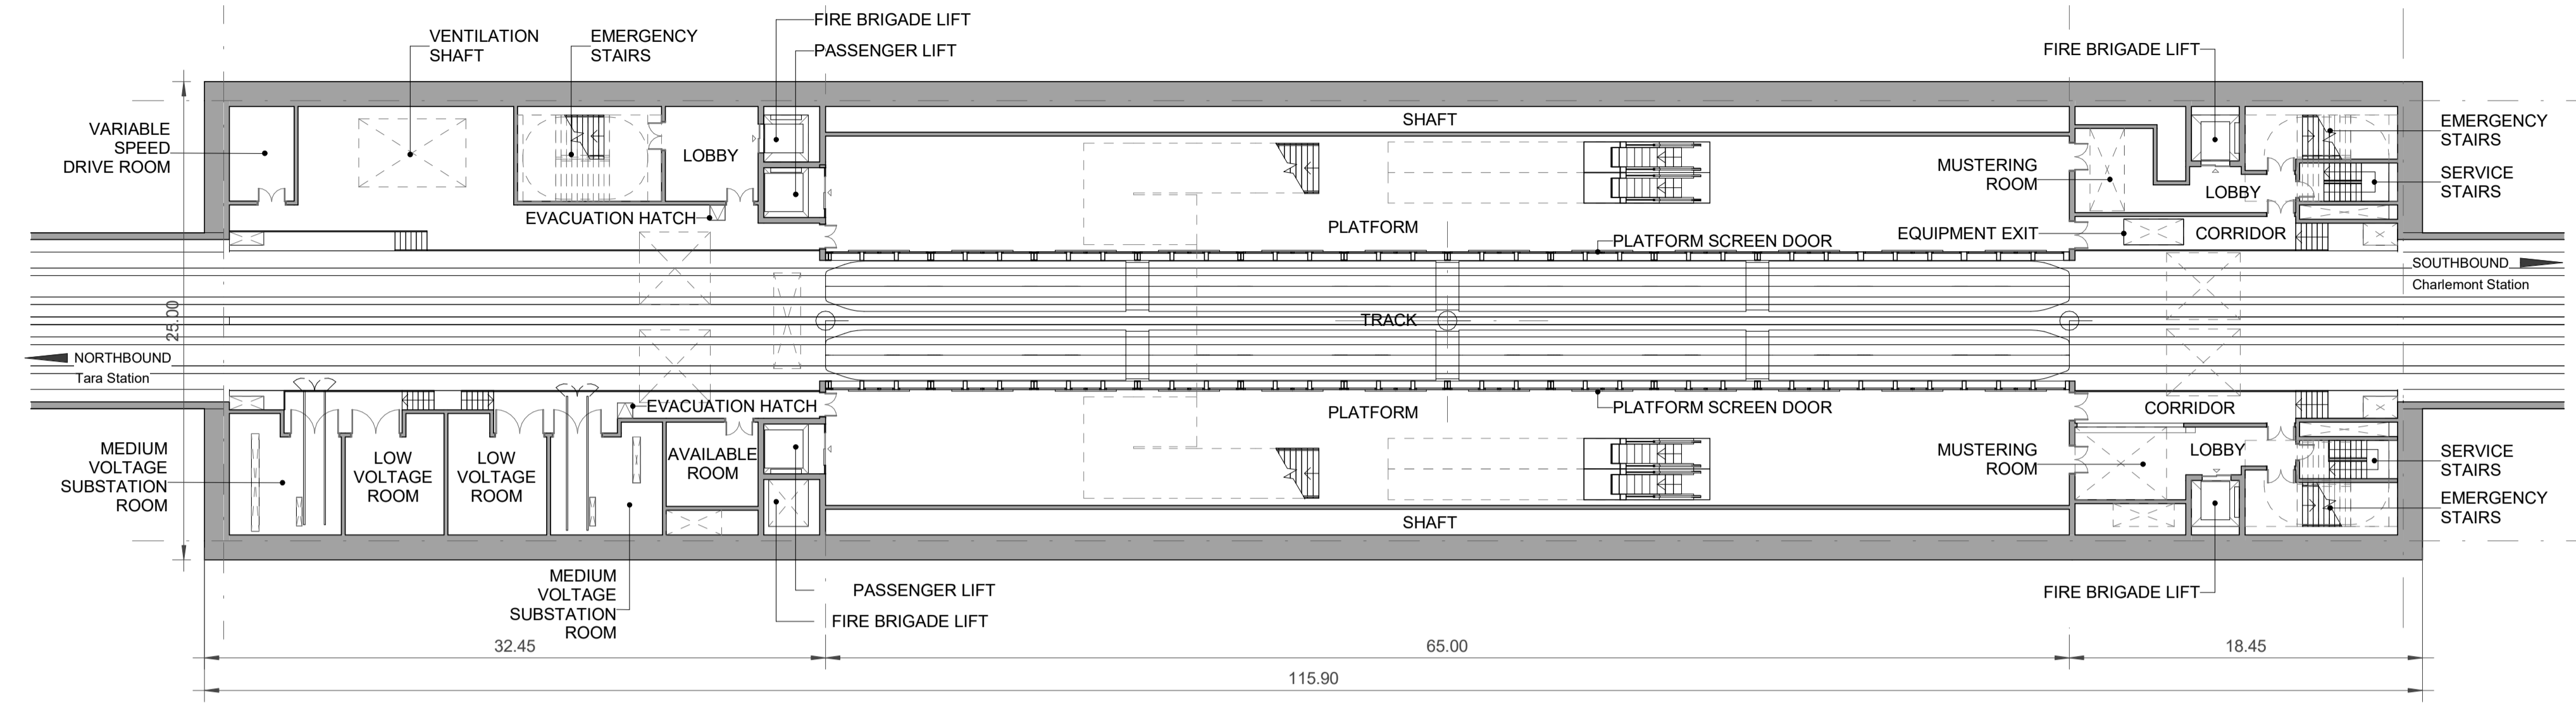 FIRE BRIGADE LIFT
PASSENGER LIFT
VENTILATION
SHAFT
EMERGENCY
STAIRS
FIRE BRIGADE LIFT
VARIABLE
SPEED
DRIVE ROOM
LOBBY
SHAFT
MUSTERING
ROOM
LOBBY
EMERGENCY
STAIRS
SERVICE
STAIRS
EVACUATION HATCH
PLATFORM
PLATFORM SCREEN DOOR
EQUIPMENT EXIT
CORRIDOR
SOUTHBOUND
Charlemont Station
25.00
TRACK
NORTHBOUND
Tara Station
EVACUATION HATCH
PLATFORM
PLATFORM SCREEN DOOR
CORRIDOR
MEDIUM
VOLTAGE
SUBSTATION
ROOM
LOW
VOLTAGE
ROOM
LOW
VOLTAGE
ROOM
AVAILABLE
ROOM
MUSTERING
ROOM
LOBBY
SERVICE
STAIRS
EMERGENCY
STAIRS
SHAFT
MEDIUM
VOLTAGE
SUBSTATION
ROOM
PASSENGER LIFT
FIRE BRIGADE LIFT
FIRE BRIGADE LIFT
32.45
65.00
18.45
115.90